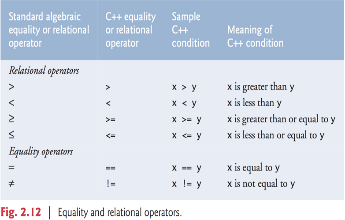 Standard algebraic C++ equality Sample
equality or relational or relational C++ Meaning of
operator operator condition C++ condition
Relational operators
> > x > y x is greater than y
< < x < y x is less than y
≥ >= x >= y x is greater than or equal to y
≤ <= x <= y x is less than or equal to y
Equality operators
= == x == y x is equal to y
≠ != x != y x is not equal to y
Fig. 2.12 | Equality and relational operators.